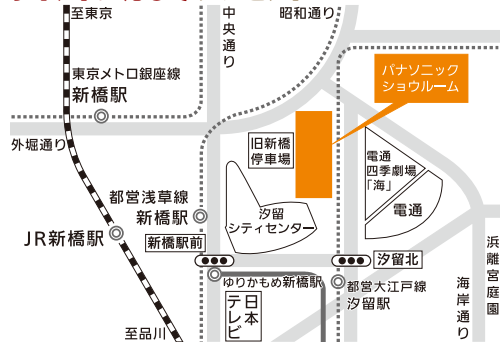 至東京
中央通り
昭和通り
東京メトロ銀座線
新橋駅
パナソニック
ショウルーム
外堀通り
旧新橋
停車場
電通
四季劇場
「海」
電通
都営浅草線
新橋駅
汐留
シティセンター
JR新橋駅
新橋駅前
汐留北
浜離宮庭園
ゆりかもめ新橋駅
都営大江戸線
汐留駅
海岸通り
日本
テレビ
至品川